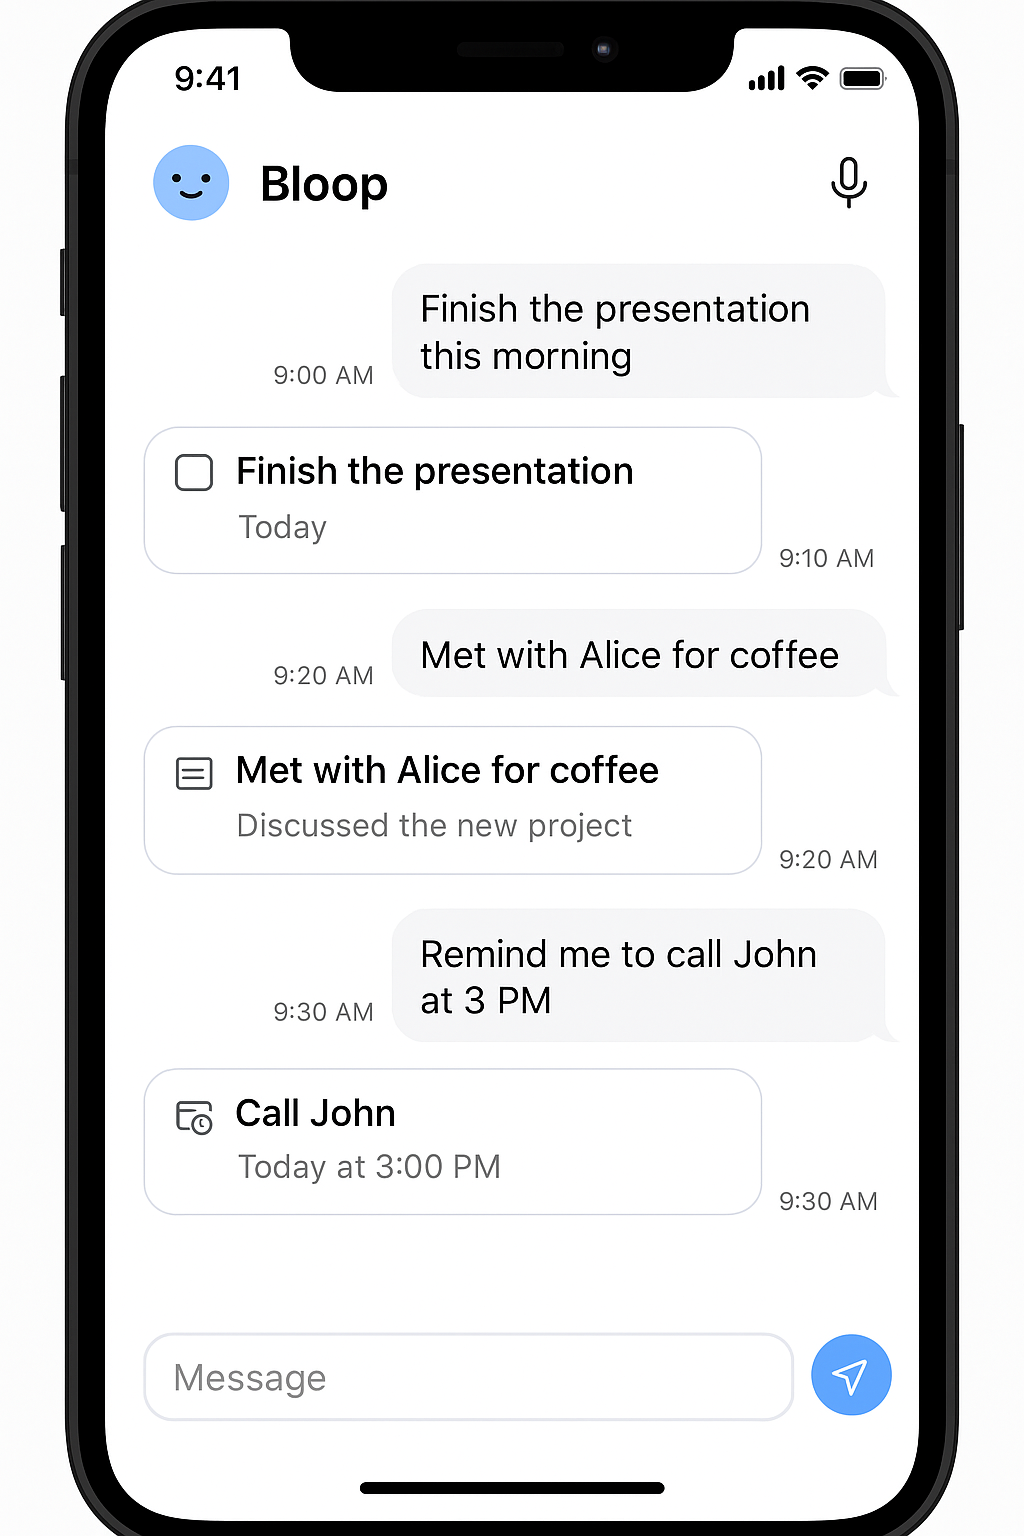 9:41
Bloop
Finish the presentation
this morning
9:00 AM
Finish the presentation
Today
9:10 AM
Met with Alice for coffee
9:20 AM
Met with Alice for coffee
Discussed the new project
9:20 AM
Remind me to call John
at 3 PM
9:30 AM
Call John
Today at 3:00 PM
9:30 AM
Message